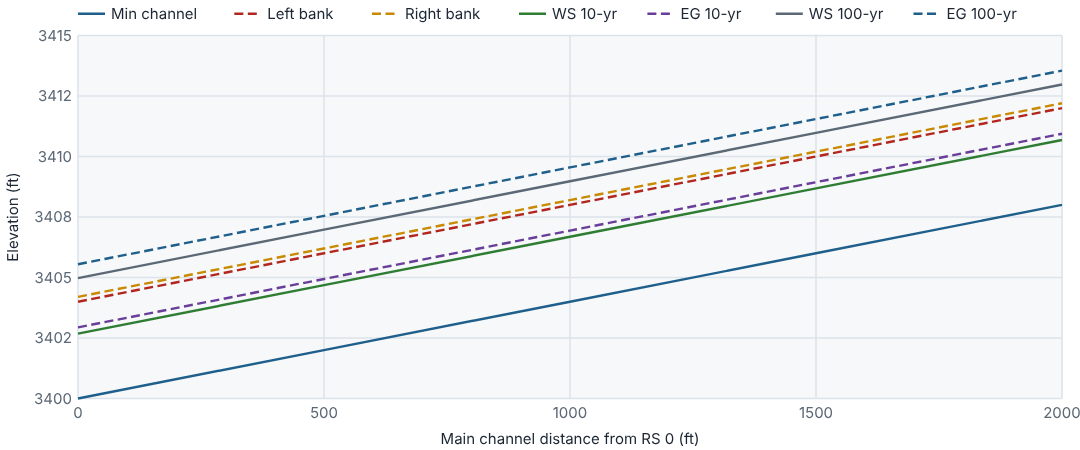 Min channel Left bank Right bank WS 10-yr EG 10-yr WS 100-yr EG 100-yr
3415
3412
3410
3408
3405
3402
3400
Elevation (ft)
0 500 1000 1500 2000
Main channel distance from RS 0 (ft)